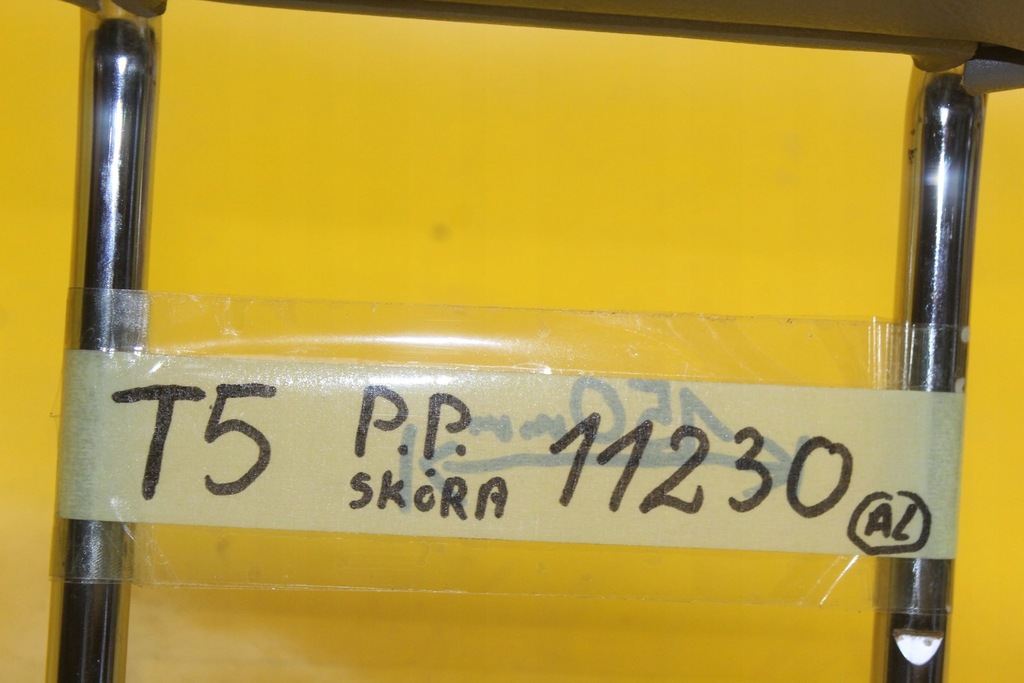 T5 P.P. 11230
SKÓRA AL